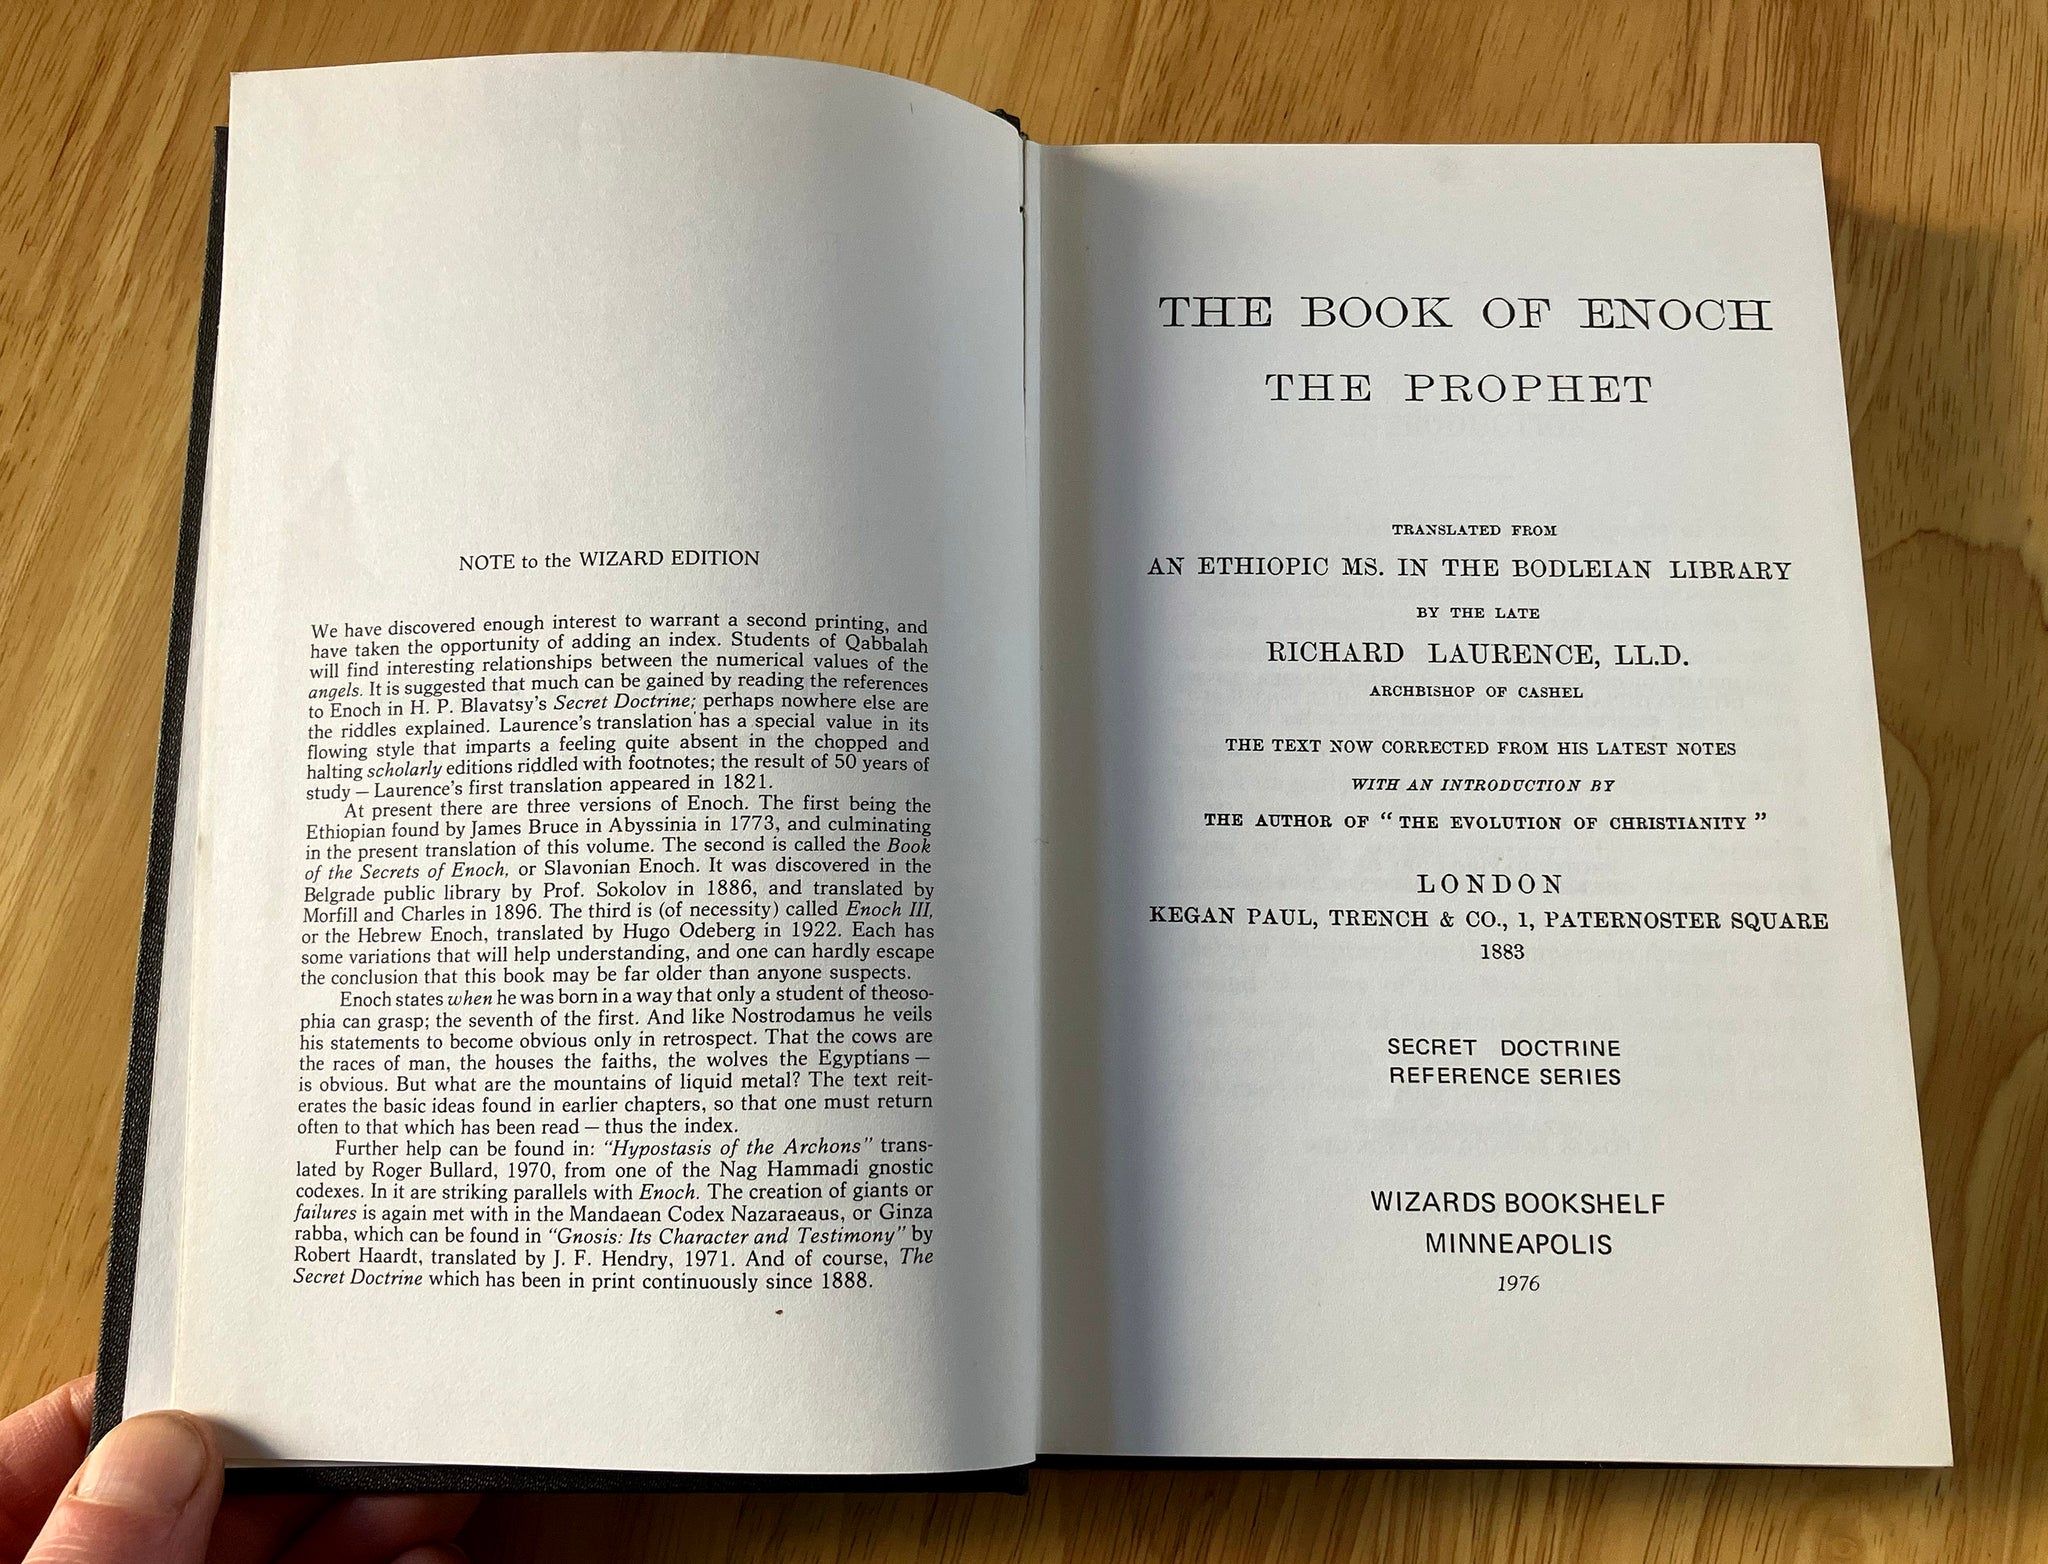 NOTE to the WIZARD EDITION
We have discovered enough interest to warrant a second printing, and
have taken the opportunity of adding an index. Students of Qabbalah
will find interesting relationships between the numerical values of the
angels. It is suggested that much can be gained by reading the references
to Enoch in H. P. Blavatsy's Secret Doctrine; perhaps nowhere else are
the riddles explained. Laurence's translation has a special value in its
flowing style that imparts a feeling quite absent in the chopped and
halting scholarly editions riddled with footnotes; the result of 50 years of
study — Laurence's first translation appeared in 1821.
At present there are three versions of Enoch. The first being the
Ethiopian found by James Bruce in Abyssinia in 1773, and culminating
in the present translation of this volume. The second is called the Book
of the Secrets of Enoch, or Slavonian Enoch. It was discovered in the
Belgrade public library by Prof. Sokolov in 1886, and translated by
Morfill and Charles in 1896. The third is (of necessity) called Enoch III,
or the Hebrew Enoch, translated by Hugo Odeberg in 1922. Each has
some variations that will help understanding, and one can hardly escape
the conclusion that this book may be far older than anyone suspects.
Enoch states when he was born in a way that only a student of theoso-
phia can grasp; the seventh of the first. And like Nostrodamus he veils
his statements to become obvious only in retrospect. That the cows are
the races of man, the houses the faiths, the wolves the Egyptians —
is obvious. But what are the mountains of liquid metal? The text reit-
erates the basic ideas found in earlier chapters, so that one must return
often to that which has been read — thus the index.
Further help can be found in: "Hypostasis of the Archons" trans-
lated by Roger Bullard, 1970, from one of the Nag Hammadi gnostic
codexes. In it are striking parallels with Enoch. The creation of giants or
failures is again met with in the Mandaean Codex Nazaraeaus, or Ginza
rabba, which can be found in "Gnosis: Its Character and Testimony" by
Robert Haardt, translated by J. F. Hendry, 1971. And of course, The
Secret Doctrine which has been in print continuously since 1888.
THE BOOK OF ENOCH
THE PROPHET
TRANSLATED FROM
AN ETHIOPIC MS. IN THE BODLEIAN LIBRARY
BY THE LATE
RICHARD LAURENCE, LL.D.
ARCHBISHOP OF CASHEL
THE TEXT NOW CORRECTED FROM HIS LATEST NOTES
WITH AN INTRODUCTION BY
THE AUTHOR OF "THE EVOLUTION OF CHRISTIANITY"
LONDON
KEGAN PAUL, TRENCH & CO., 1, PATERNOSTER SQUARE
1883
SECRET DOCTRINE
REFERENCE SERIES
WIZARDS BOOKSHELF
MINNEAPOLIS
1976